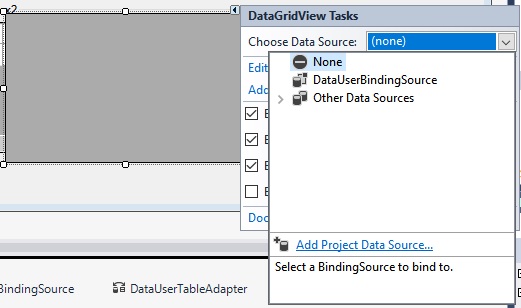 r2
DataGridView Tasks
Choose Data Source: (none)
None
Edit
DataUserBindingSource
Add
Other Data Sources
E
E
E
E
Doc
Add Project Data Source...
Select a BindingSource to bind to.
BindingSource
DataUserTableAdapter